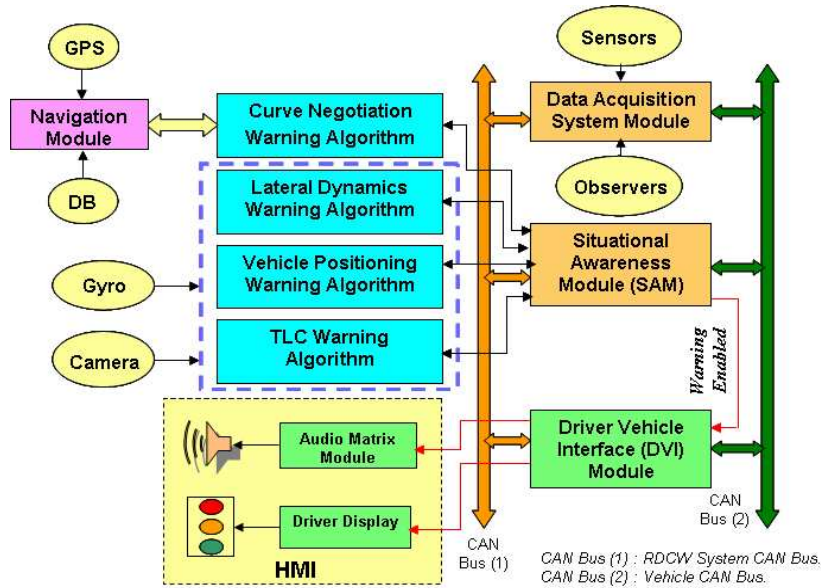 GPS
Sensors
Navigation
Module
Curve Negotiation
Warning Algorithm
Data Acquisition
System Module
DB
Lateral Dynamics
Warning Algorithm
Observers
Gyro
Vehicle Positioning
Warning Algorithm
Situational
Awareness
Module (SAM)
Camera
TLC Warning
Algorithm
Warning
Enabled
Audio Matrix
Module
Driver Vehicle
Interface (DVI)
Module
Driver Display
HMI
CAN
Bus (1)
CAN
Bus (2)
CAN Bus (1) : RDCW System CAN Bus.
CAN Bus (2) : Vehicle CAN Bus.